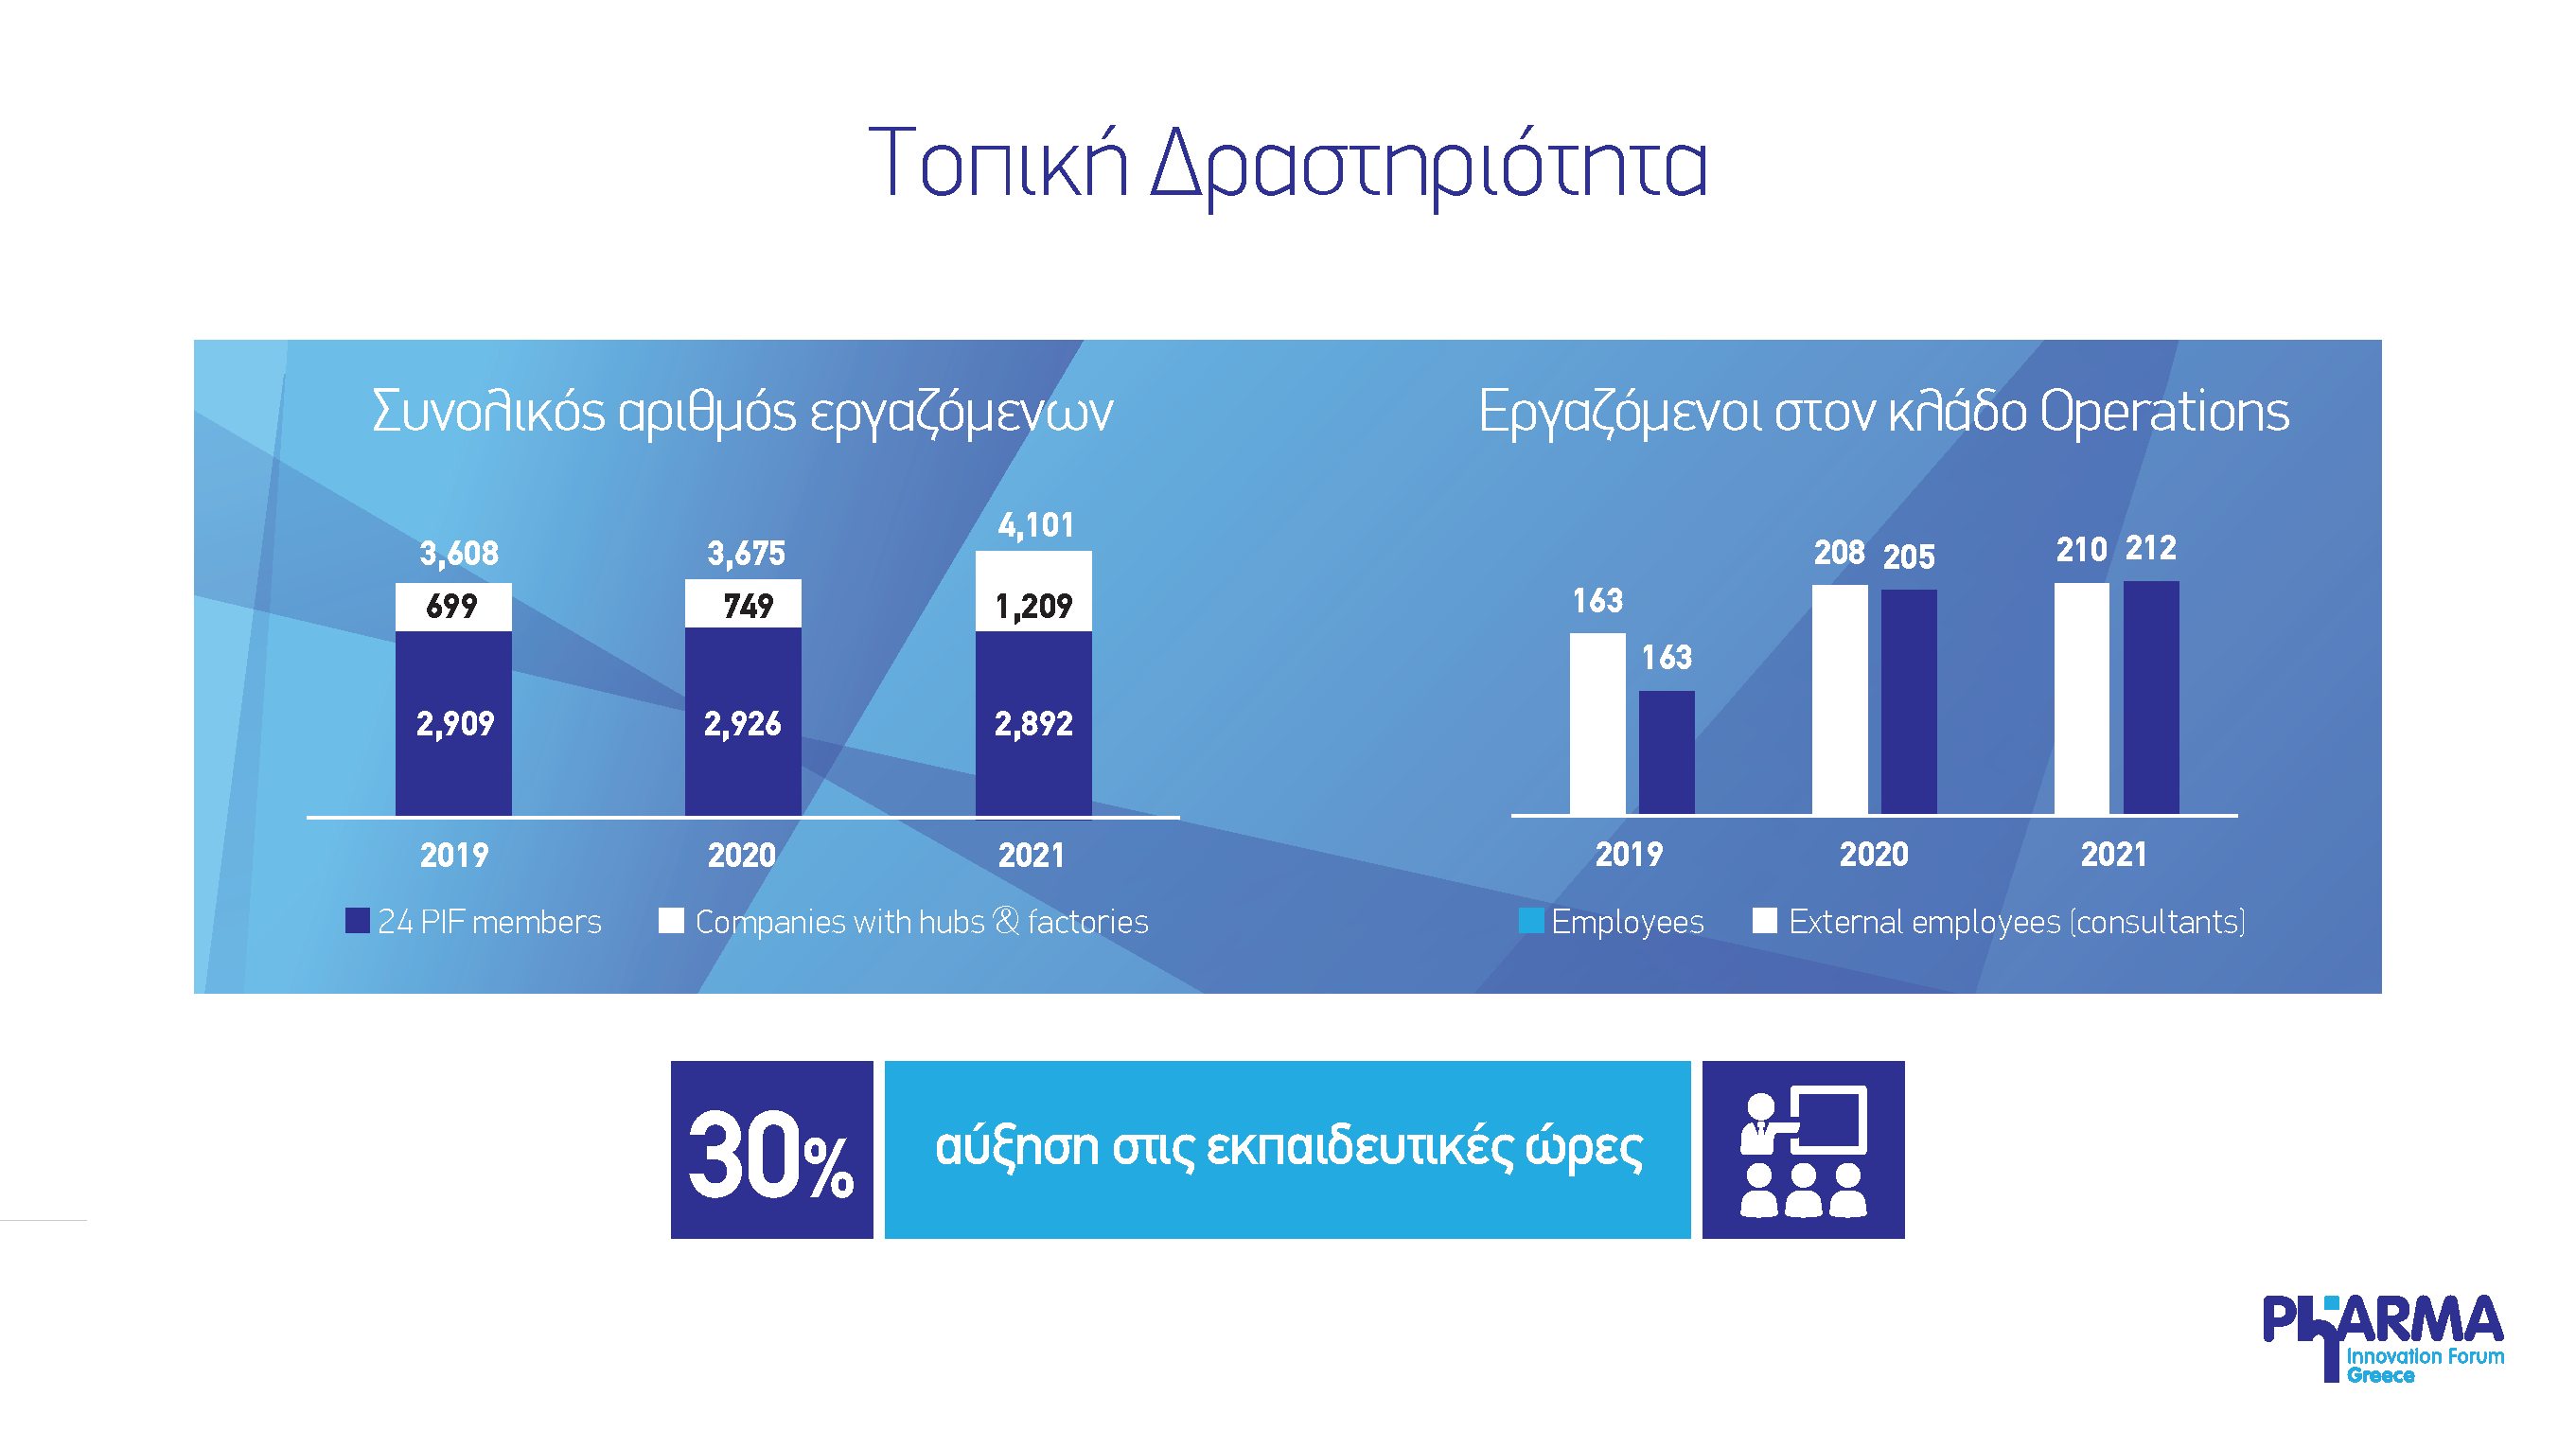 Τοπική Δραστηριότητα
Συνολικός αριθμός εργαζόμενων
4,101
3,608
3,675
699
749
1,209
2,909
2,926
2,892
2019
2020
2021
24 PIF members
Companies with hubs & factories
Εργαζόμενοι στον κλάδο Operations
208
205
210
212
163
163
2019
2020
2021
Employees
External employees (consultants)
30%
αύξηση στις εκπαιδευτικές ώρες
PhARMA
Innovation Forum
Greece